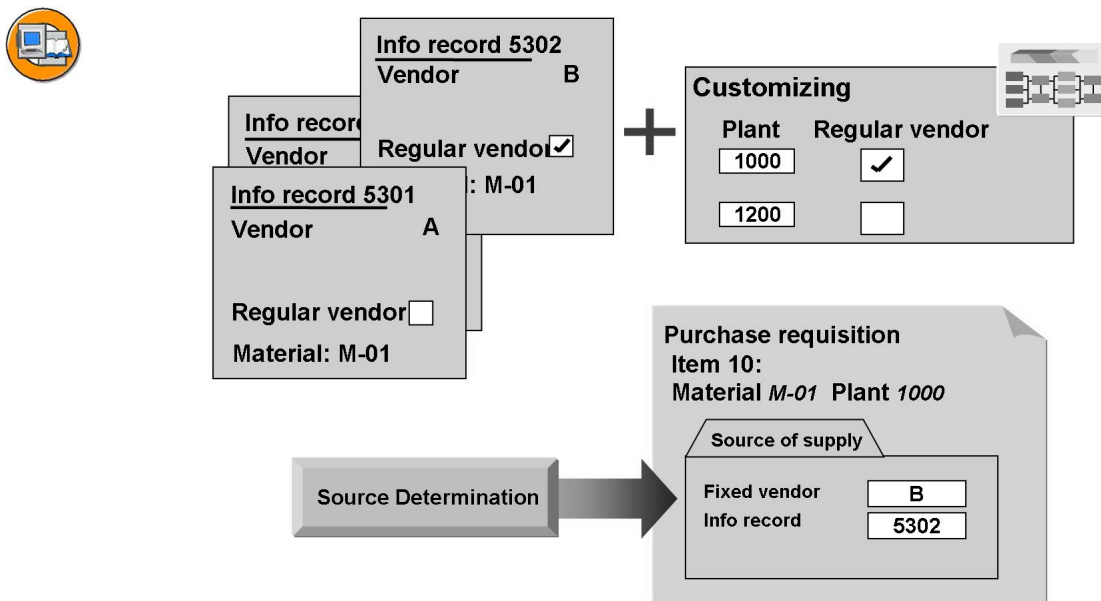 Info record 5302
Vendor B
Regular vendor
: M-01
Info record
Vendor
Info record 5301
Vendor A
Regular vendor
Material: M-01
Customizing
Plant Regular vendor
1000
1200
Purchase requisition
Item 10:
Material M-01 Plant 1000
Source of supply
Fixed vendor B
Info record 5302
Source Determination